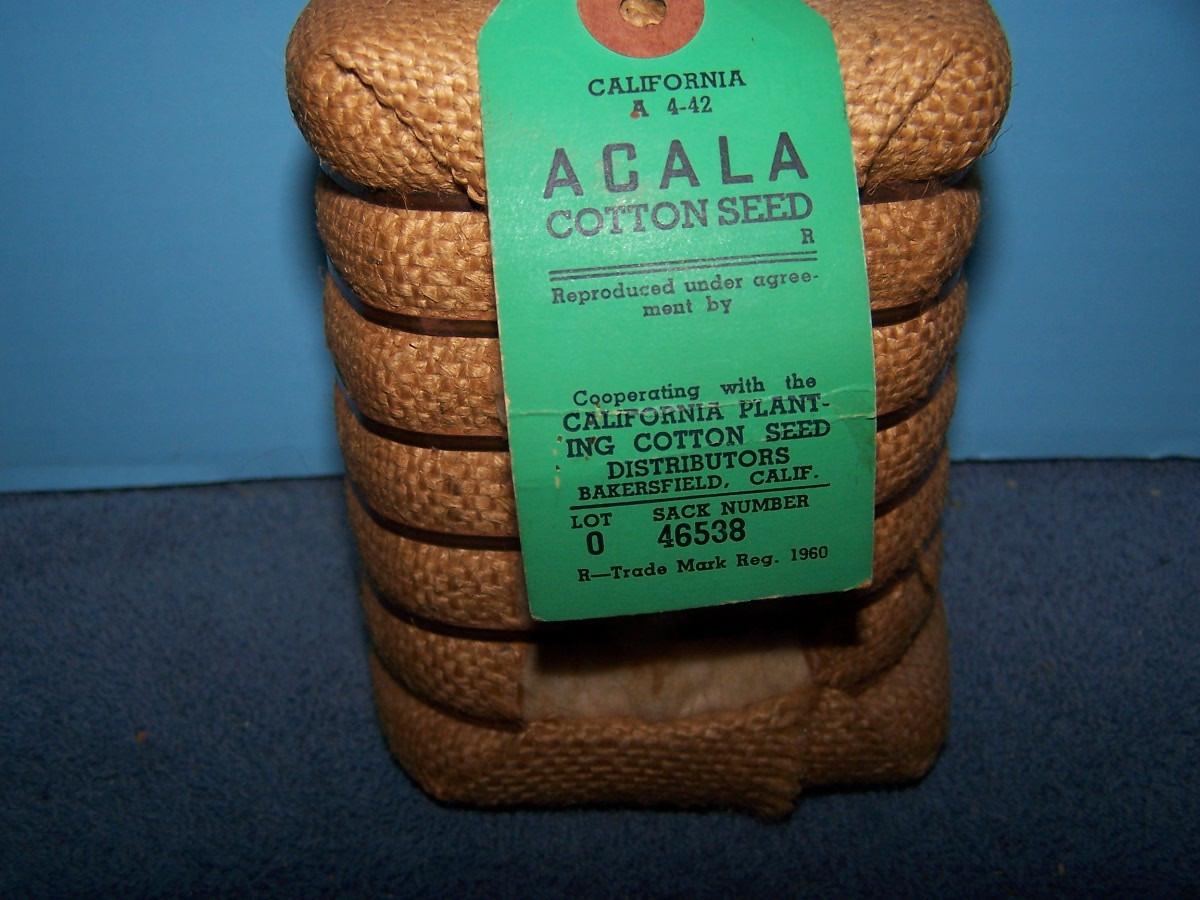 CALIFORNIA
A 4-42
ACALA
COTTON SEED
R
Reproduced under agree-
ment by
Cooperating with the
CALIFORNIA PLANT-
ING COTTON SEED
DISTRIBUTORS
BAKERSFIELD, CALIF.
LOT SACK NUMBER
0 46538
R—Trade Mark Reg. 1960